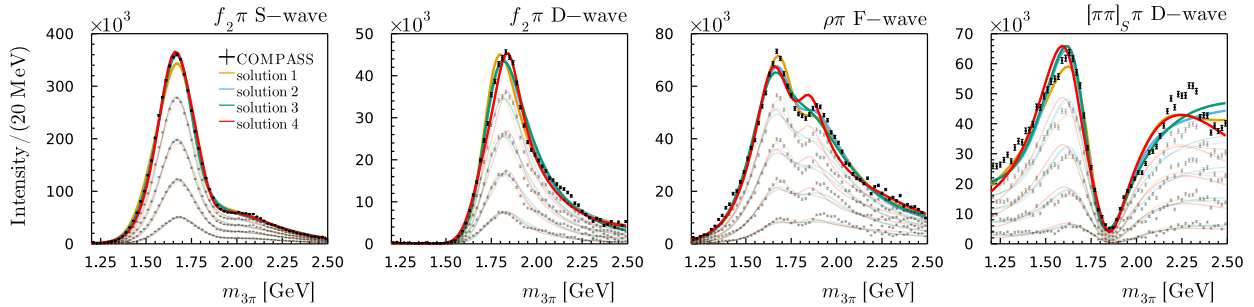 ×10³ f₂π S−wave
Intensity/(20 MeV)
400
300
200
100
0
COMPASS
solution 1
solution 2
solution 3
solution 4
1.25 1.50 1.75 2.00 2.25 2.50
m₃π [GeV]
×10³ f₂π D−wave
50
40
30
20
10
0
1.25 1.50 1.75 2.00 2.25 2.50
m₃π [GeV]
×10³ ρπ F−wave
80
60
40
20
0
1.25 1.50 1.75 2.00 2.25 2.50
m₃π [GeV]
×10³ [ππ]_S π D−wave
70
60
50
40
30
20
10
0
1.25 1.50 1.75 2.00 2.25 2.50
m₃π [GeV]